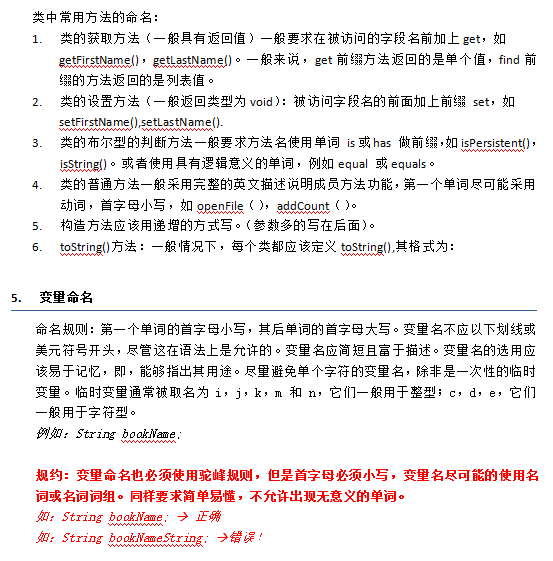 类中常用方法的命名：
1. 类的获取方法（一般具有返回值）一般要求在被访问的字段名前加上 get，如
getFirstName()，getLastName()。一般来说，get 前缀方法返回的是单个值，find 前
缀的方法返回的是列表值。
2. 类的设置方法（一般返回类型为 void）：被访问字段名的前面加上前缀 set，如
setFirstName(),setLastName().
3. 类的布尔型的判断方法一般要求方法名使用单词 is 或 has 做前缀，如 isPersistent()，
isString()。或者使用具有逻辑意义的单词，例如 equal 或 equals。
4. 类的普通方法一般采用完整的英文描述说明成员方法功能，第一个单词尽可能采用
动词，首字母小写，如 openFile（），addCount（）。
5. 构造方法应该用递增的方式写。（参数多的写在后面）。
6. toString()方法：一般情况下，每个类都应该定义 toString(),其格式为：
5. 变量命名
命名规则：第一个单词的首字母小写，其后单词的首字母大写。变量名不应以下划线或
美元符号开头，尽管这在语法上是允许的。变量名应简短且富于描述。变量名的选用应
该易于记忆，即，能够指出其用途。尽量避免单个字符的变量名，除非是一次性的临时
变量。临时变量通常被取名为 i，j，k，m 和 n，它们一般用于整型；c，d，e，它们
一般用于字符型。
例如：String bookName;
规约：变量命名也必须使用驼峰规则，但是首字母必须小写，变量名尽可能的使用名
词或名词词组。同样要求简单易懂，不允许出现无意义的单词。
如：String bookName; → 正确
如：String bookNameString; →错误！